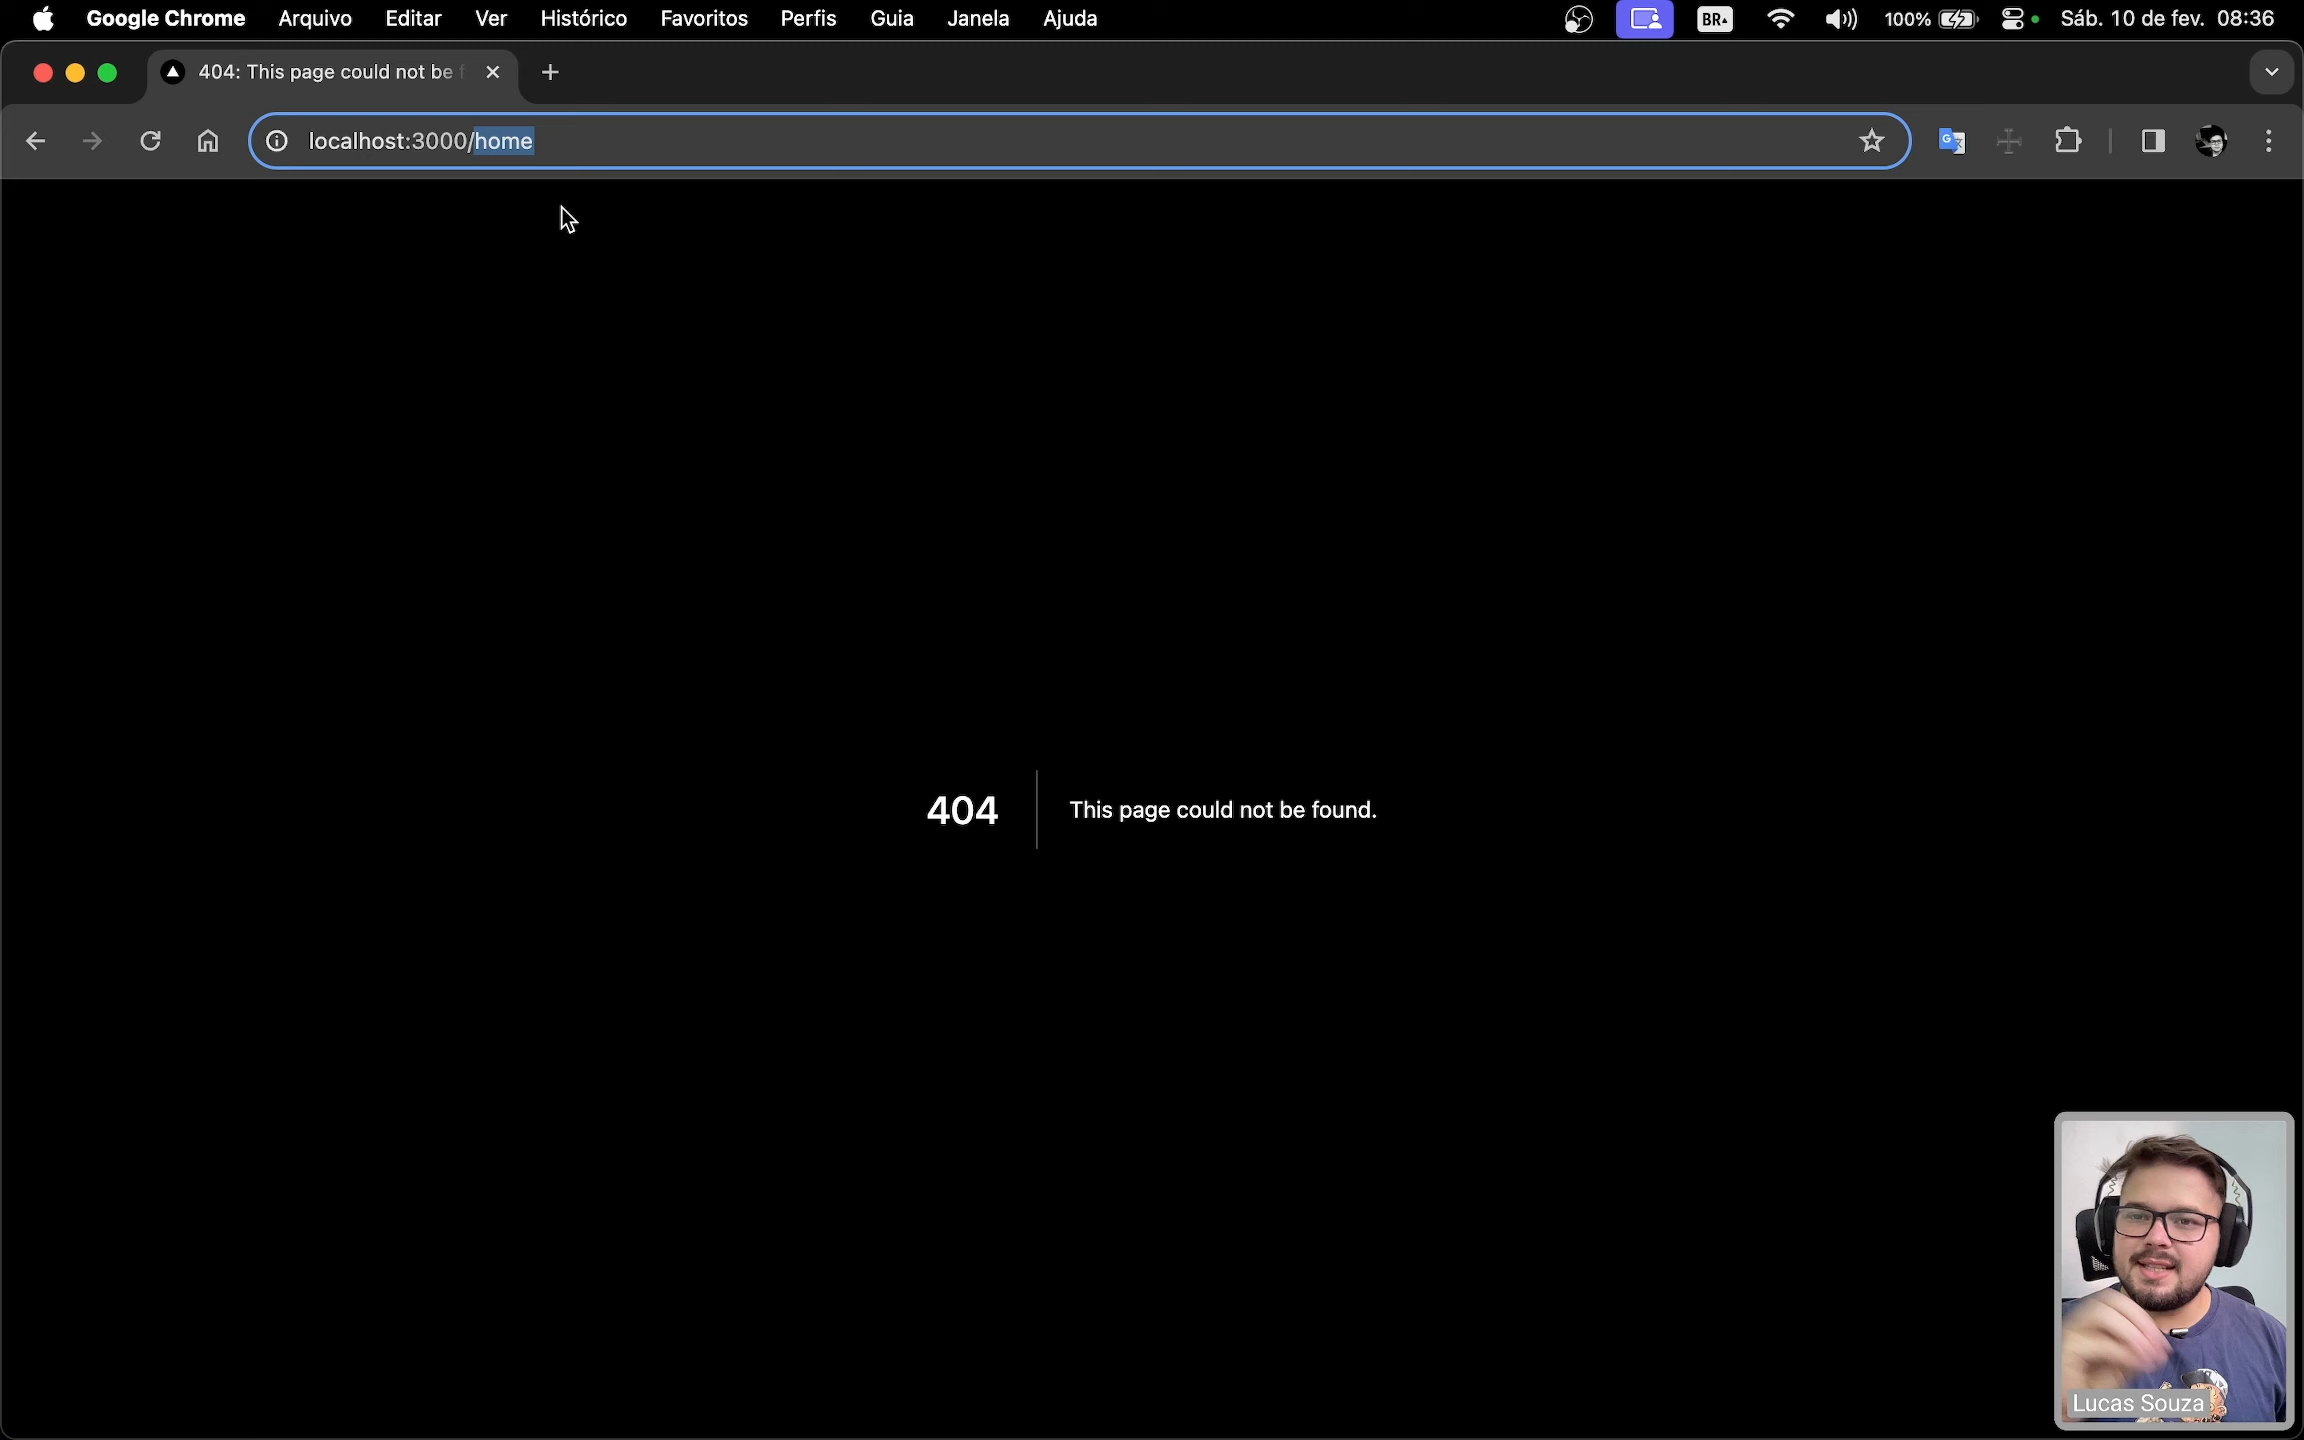 Google Chrome Arquivo Editar Ver Histórico Favoritos Perfis Guia Janela Ajuda BR 100% Sáb. 10 de fev. 08:36
404: This page could not be f
localhost:3000/home
404 This page could not be found.
Lucas Souza